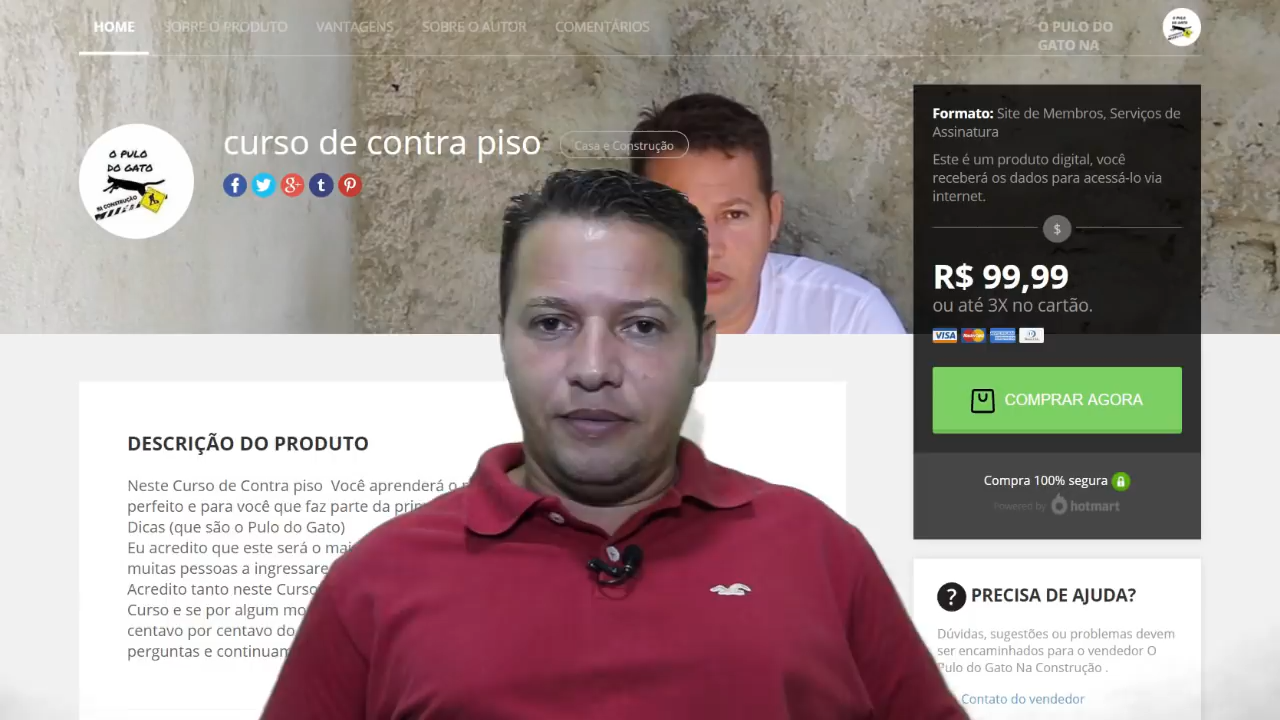 HOME SOBRE O PRODUTO VANTAGENS SOBRE O AUTOR COMENTÁRIOS
O PULO DO
GATO NA
O PULO
DO GATO
NA CONSTRUÇÃO
curso de contra piso
Casa e Construção
Formato: Site de Membros, Serviços de
Assinatura
Este é um produto digital, você
receberá os dados para acessá-lo via
internet.
$
R$ 99,99
ou até 3X no cartão.
VISA
COMPRAR AGORA
Compra 100% segura
Powered by hotmart
DESCRIÇÃO DO PRODUTO
Neste Curso de Contra piso Você aprenderá o
perfeito e para você que faz parte da
Dicas (que são o Pulo do Gato)
Eu acredito que este será o
muitas pessoas a
Acredito tanto neste
Curso e se por algum
centavo por centavo do
perguntas e
? PRECISA DE AJUDA?
Dúvidas, sugestões ou problemas devem
ser encaminhados para o vendedor O
Pulo do Gato Na Construção .
Contato do vendedor